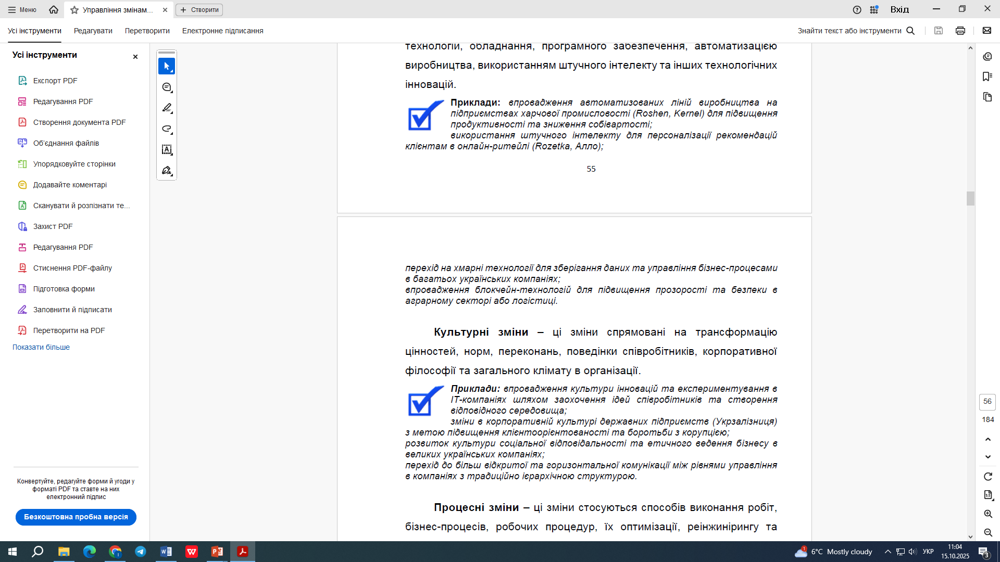 Меню
Управління змінам...
Створити
Вхід
Усі інструменти
Редагувати
Перетворити
Електронне підписання
Знайти текст або інструменти
Усі інструменти
Експорт PDF
Редагування PDF
Створення документа PDF
Об’єднання файлів
Упорядковуйте сторінки
Додавайте коментарі
Сканувати й розпізнати те...
Захист PDF
Редагування PDF
Стиснення PDF-файлу
Підготовка форми
Заповнити й підписати
Перетворити на PDF
Показати більше
Конвертуйте, редагуйте форми й угоди у
форматі PDF та ставте на них
електронний підпис
Безкоштовна пробна версія
технологій, обладнання, програмного забезпечення, автоматизацією
виробництва, використанням штучного інтелекту та інших технологічних
інновацій.
Приклади: впровадження автоматизованих ліній виробництва на
підприємствах харчової промисловості (Roshen, Kernel) для підвищення
продуктивності та зниження собівартості;
використання штучного інтелекту для персоналізації рекомендацій
клієнтам в онлайн-ритейлі (Rozetka, Алло);
55
перехід на хмарні технології для зберігання даних та управління бізнес-процесами
в багатьох українських компаніях;
впровадження блокчейн-технологій для підвищення прозорості та безпеки в
аграрному секторі або логістиці.
Культурні зміни – ці зміни спрямовані на трансформацію
цінностей, норм, переконань, поведінки співробітників, корпоративної
філософії та загального клімату в організації.
Приклади: впровадження культури інновацій та експериментування в
ІТ-компаніях шляхом заохочення ідей співробітників та створення
відповідного середовища;
зміни в корпоративній культурі державних підприємств (Укрзалізниця)
з метою підвищення клієнтоорієнтованості та боротьби з корупцією;
розвиток культури соціальної відповідальності та етичного ведення бізнесу в
великих українських компаніях;
перехід до більш відкритої та горизонтальної комунікації між рівнями управління
в компаніях з традиційно ієрархічною структурою.
Процесні зміни – ці зміни стосуються способів виконання робіт,
бізнес-процесів, робочих процедур, їх оптимізації, реінжинірингу та
56
184
1:1
1
6°C Mostly cloudy
УКР
11:04
15.10.2025
3